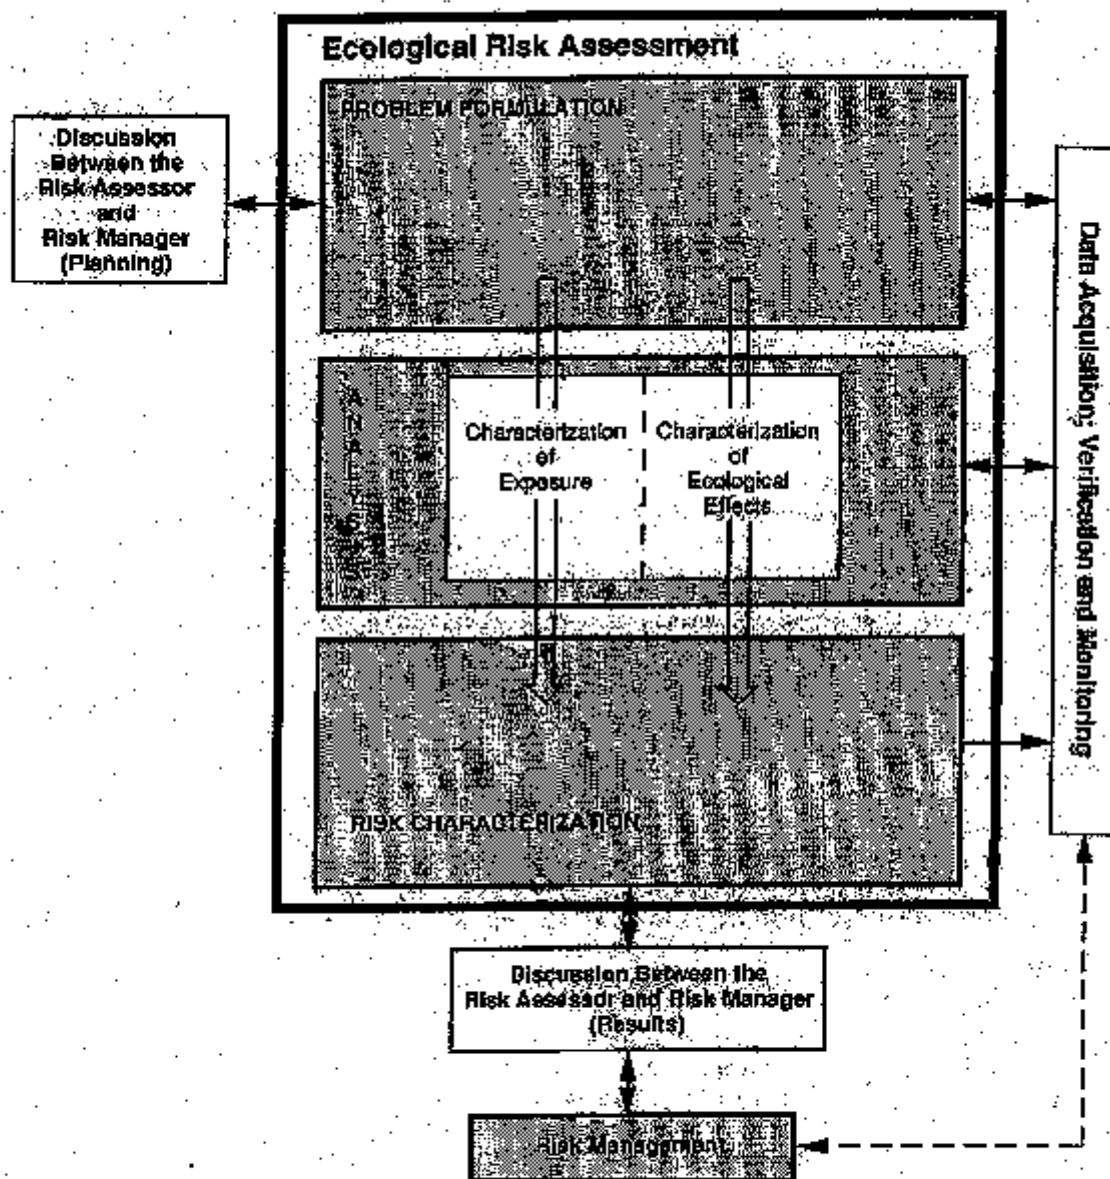 Ecological Risk Assessment
PROBLEM FORMULATION
Discussion
Between the
Risk Assessor
and
Risk Manager
(Planning)
ANALYSIS
Characterization
of
Exposure
Characterization
of
Ecological
Effects
Data Acquisition; Verification and Monitoring
RISK CHARACTERIZATION
Discussion Between the
Risk Assessor and Risk Manager
(Results)
Risk Management